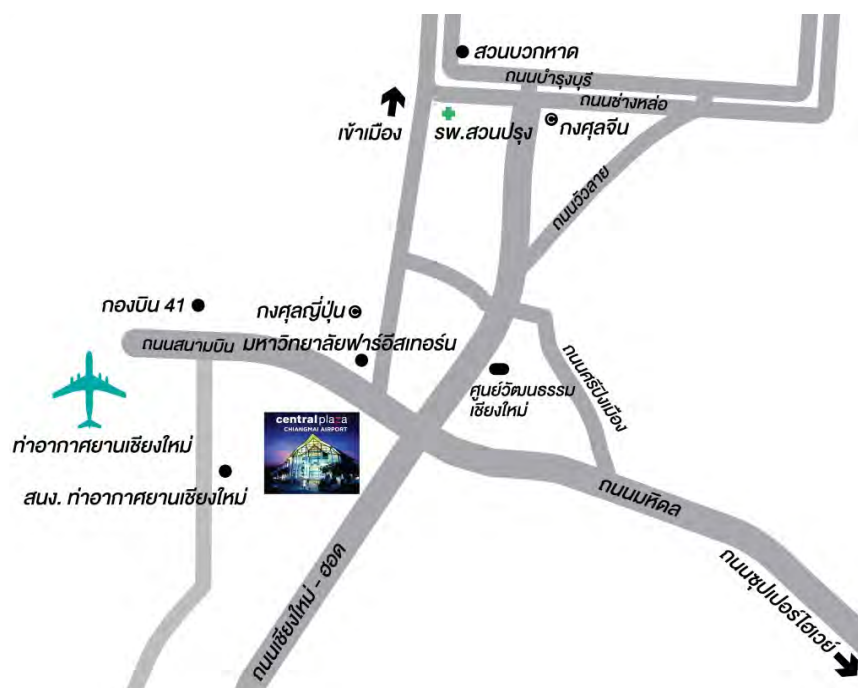 สวนบวกหาด
ถนนบำรุงบุรี
ถนนช่างหล่อ
เข้าเมือง
รพ.สวนปรุง
C กงศุลจีน
ถนนวัวลาย
กองบิน 41
กงศุลญี่ปุ่น C
ถนนสนามบิน
มหาวิทยาลัยฟาร์อีสเทอร์น
ศูนย์วัฒนธรรม
เชียงใหม่
ถนนศรีปิงเมือง
centralplaza
CHIANGMAI AIRPORT
ท่าอากาศยานเชียงใหม่
สนง. ท่าอากาศยานเชียงใหม่
ถนนมหิดล
ถนนเชียงใหม่ - ฮอด
ถนนซุปเปอร์ไฮเวย์